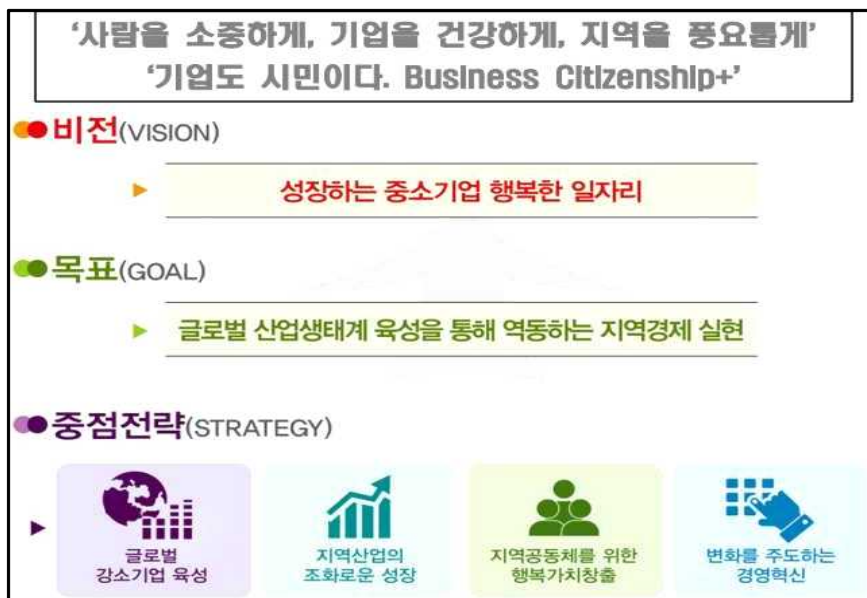 ‘사람을 소중하게, 기업을 건강하게, 지역을 풍요롭게’
‘기업도 시민이다. Business Citizenship+’
비전(VISION)
성장하는 중소기업 행복한 일자리
목표(GOAL)
글로벌 산업생태계 육성을 통해 역동하는 지역경제 실현
중점전략(STRATEGY)
글로벌
강소기업 육성
지역산업의
조화로운 성장
지역공동체를 위한
행복가치창출
변화를 주도하는
경영혁신